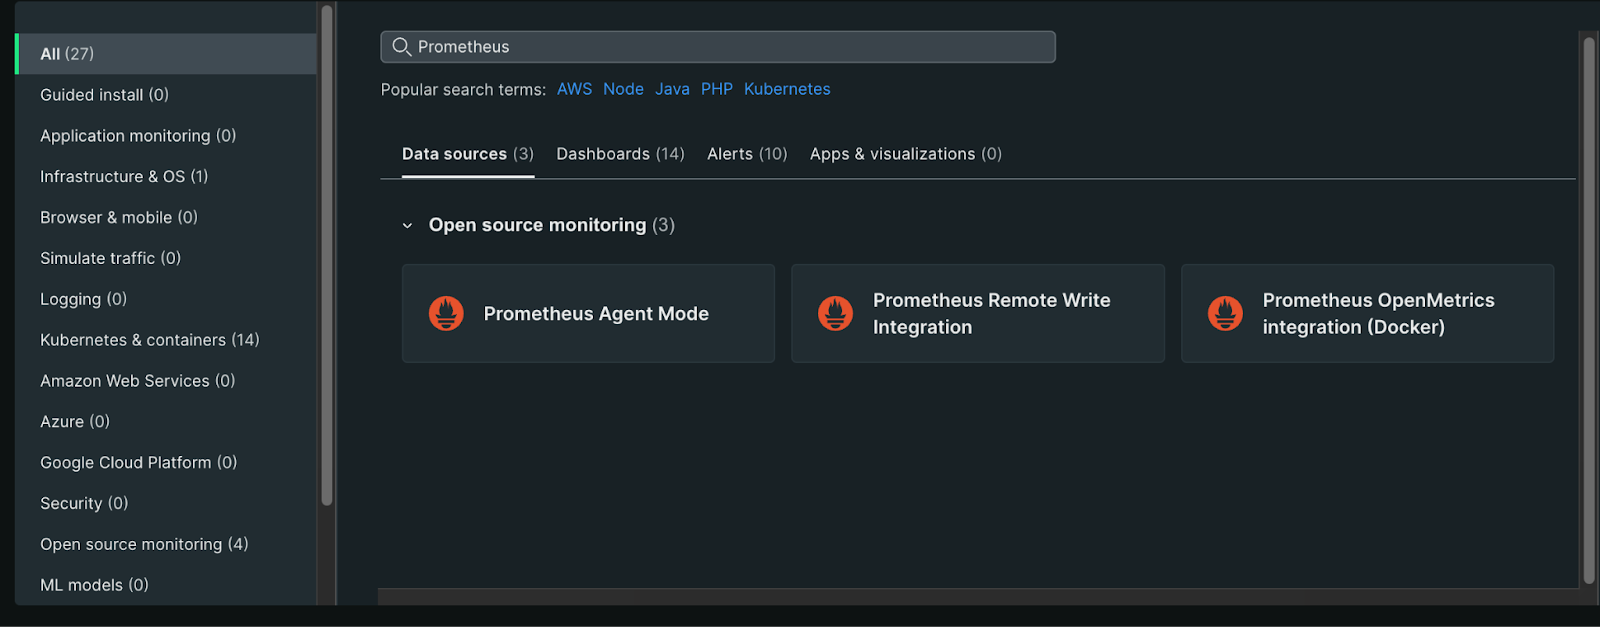 All (27)
Guided install (0)
Application monitoring (0)
Infrastructure & OS (1)
Browser & mobile (0)
Simulate traffic (0)
Logging (0)
Kubernetes & containers (14)
Amazon Web Services (0)
Azure (0)
Google Cloud Platform (0)
Security (0)
Open source monitoring (4)
ML models (0)
Prometheus
Popular search terms: AWS Node Java PHP Kubernetes
Data sources (3) Dashboards (14) Alerts (10) Apps & visualizations (0)
Open source monitoring (3)
Prometheus Agent Mode
Prometheus Remote Write
Integration
Prometheus OpenMetrics
integration (Docker)